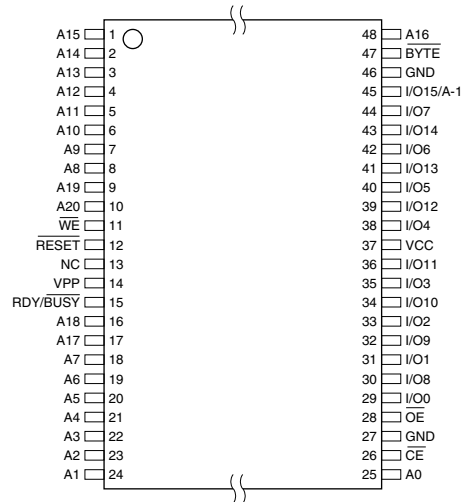 A15 1 48 A16
A14 2 47 BYTE
A13 3 46 GND
A12 4 45 I/O15/A-1
A11 5 44 I/O7
A10 6 43 I/O14
A9 7 42 I/O6
A8 8 41 I/O13
A19 9 40 I/O5
A20 10 39 I/O12
WE 11 38 I/O4
RESET 12 37 VCC
NC 13 36 I/O11
VPP 14 35 I/O3
RDY/BUSY 15 34 I/O10
A18 16 33 I/O2
A17 17 32 I/O9
A7 18 31 I/O1
A6 19 30 I/O8
A5 20 29 I/O0
A4 21 28 OE
A3 22 27 GND
A2 23 26 CE
A1 24 25 A0